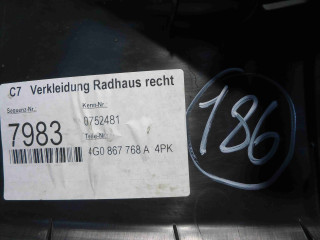 C7 Verkleidung Radhaus recht
Sequenz-Nr.: Kenn-Nr.:
7983 0752481
Teile-Nr.:
4G0 867 768 A 4PK
186